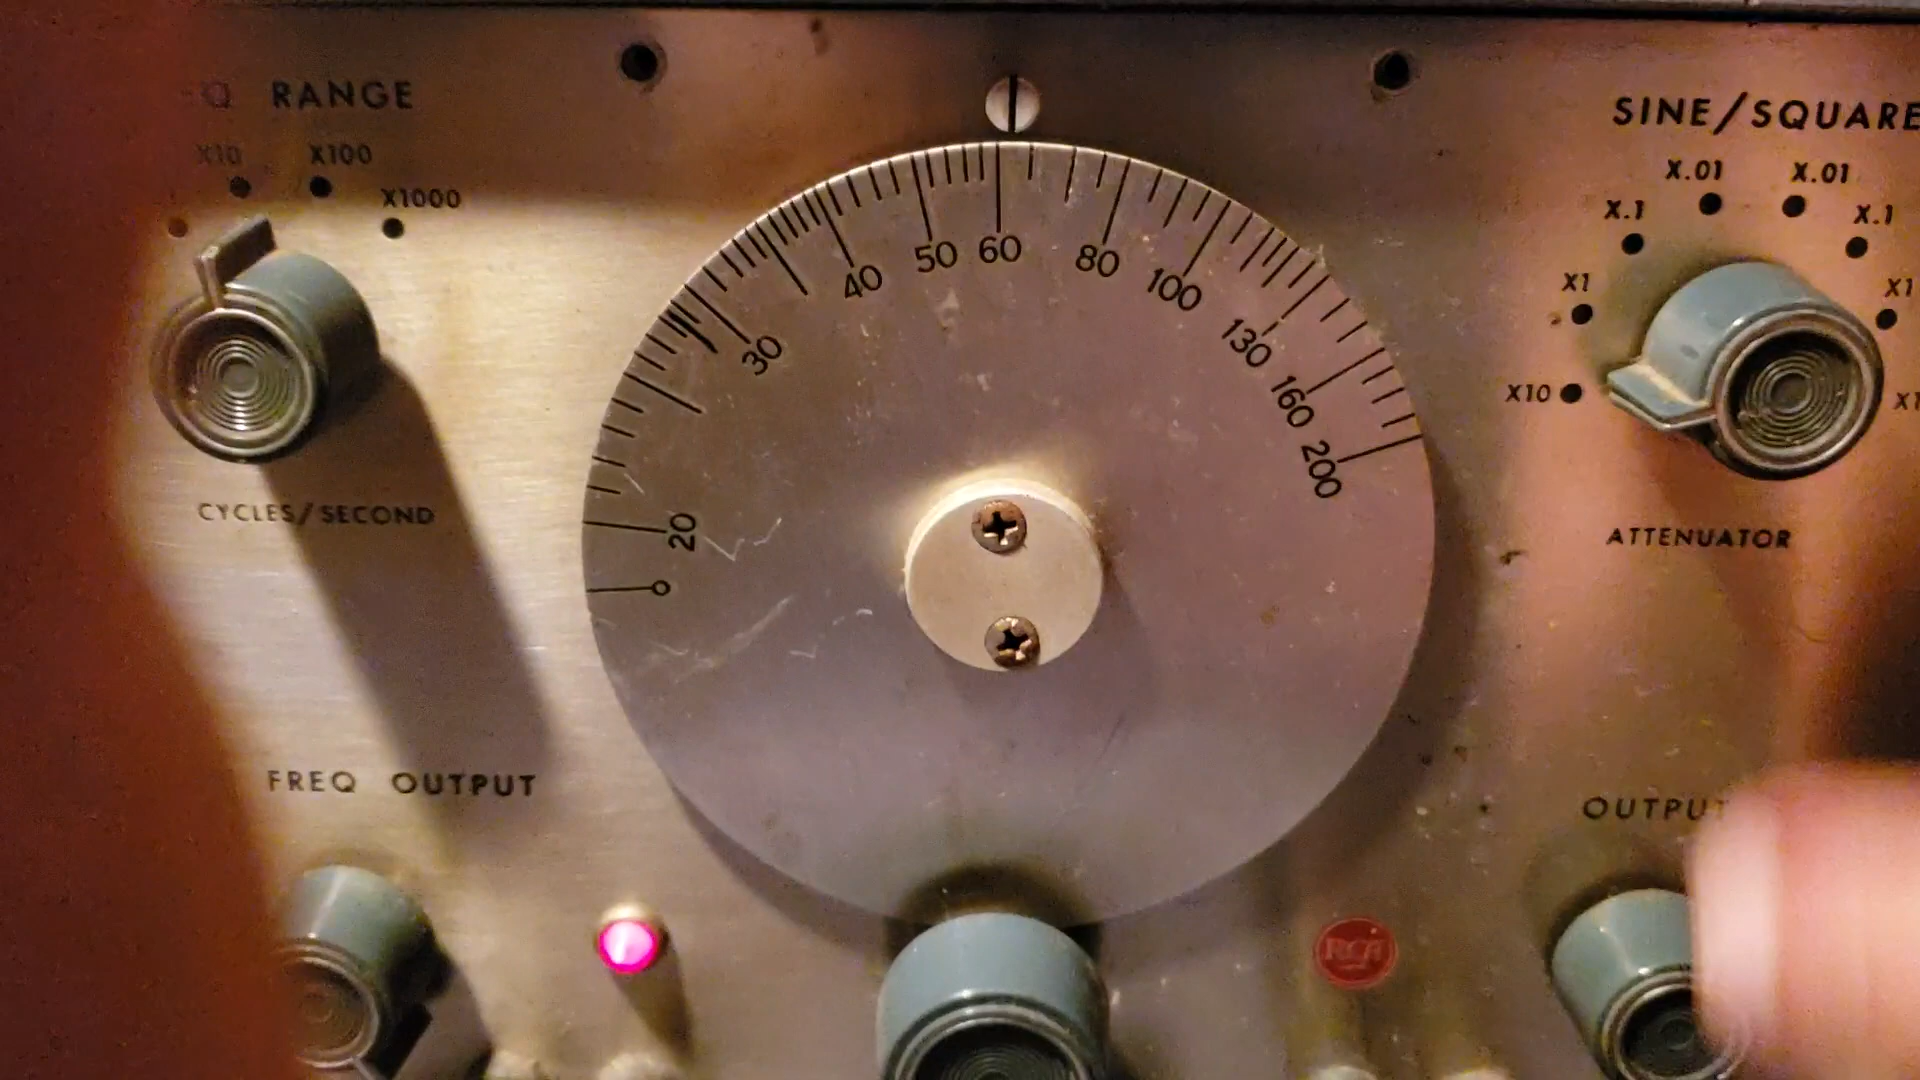 Q RANGE
X10 X100
X1000
CYCLES/SECOND
FREQ OUTPUT
0 20 30 40 50 60 80 100 130 160 200
SINE/SQUARE
X.01 X.01
X.1 X.1
X1 X1
X10 X1
ATTENUATOR
OUTPU
RCA